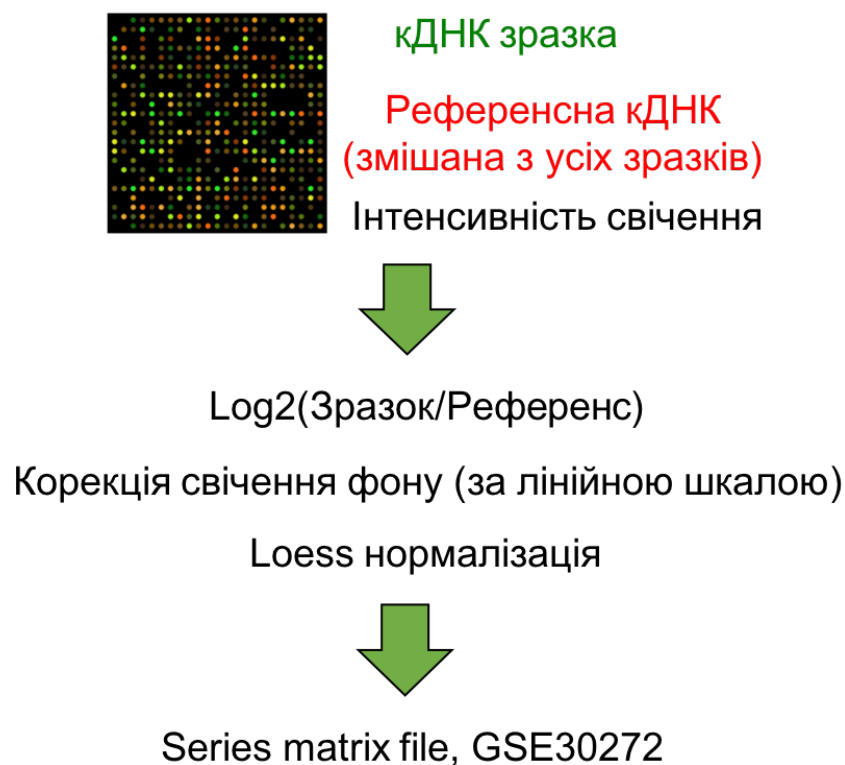 кДНК зразка
Референсна кДНК
(змішана з усіх зразків)
Інтенсивність свічення
Log2(Зразок/Референс)
Корекція свічення фону (за лінійною шкалою)
Loess нормалізація
Series matrix file, GSE30272